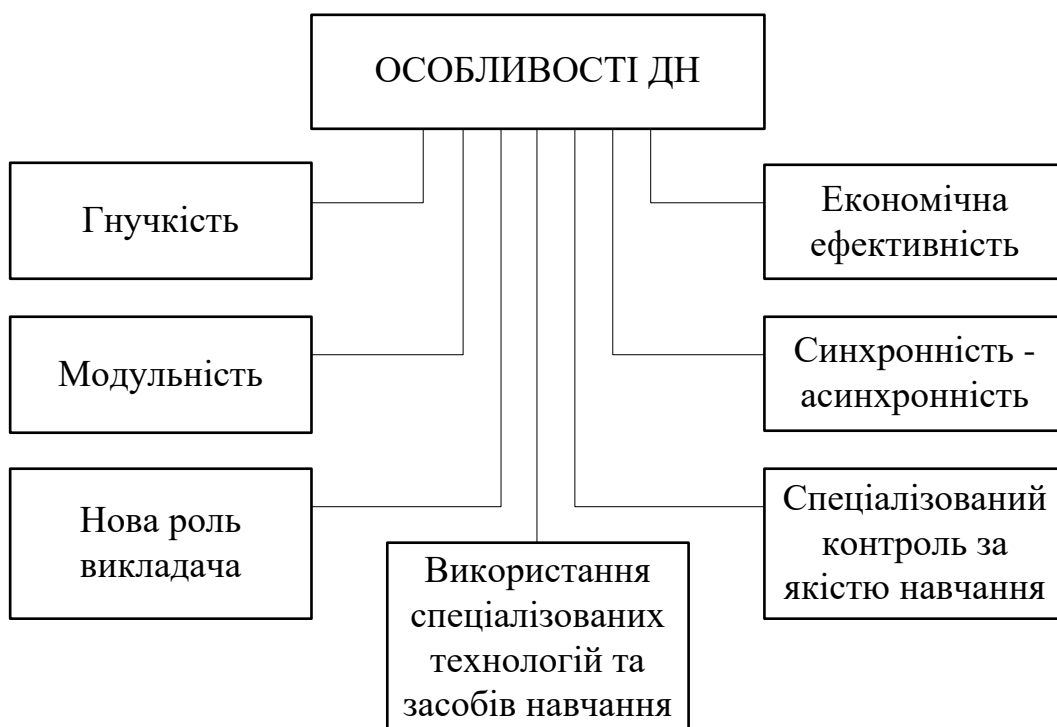 ОСОБЛИВОСТІ ДН
Гнучкість
Економічна
ефективність
Модульність
Синхронність -
асинхронність
Нова роль
викладача
Спеціалізований
контроль за
якістю навчання
Використання
спеціалізованих
технологій та
засобів навчання